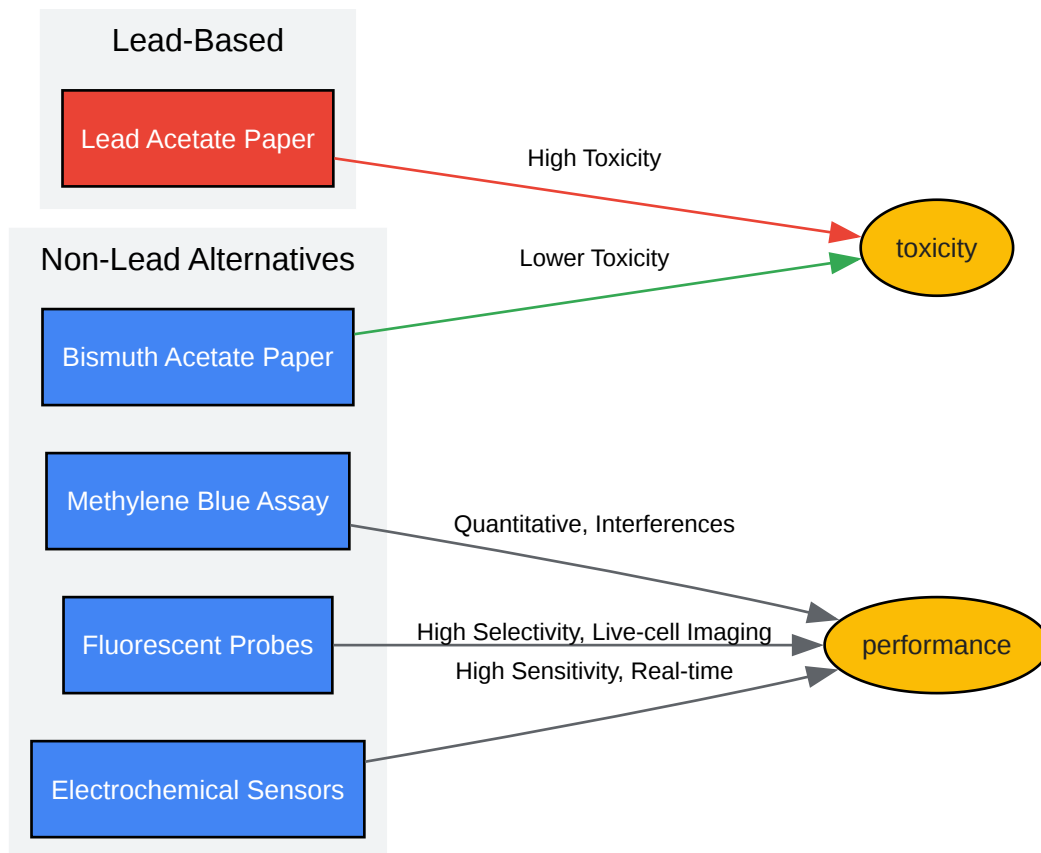 Lead-Based
Lead Acetate Paper
High Toxicity
toxicity
Lower Toxicity
Non-Lead Alternatives
Bismuth Acetate Paper
Methylene Blue Assay
Quantitative, Interferences
Fluorescent Probes
High Selectivity, Live-cell Imaging
performance
High Sensitivity, Real-time
Electrochemical Sensors